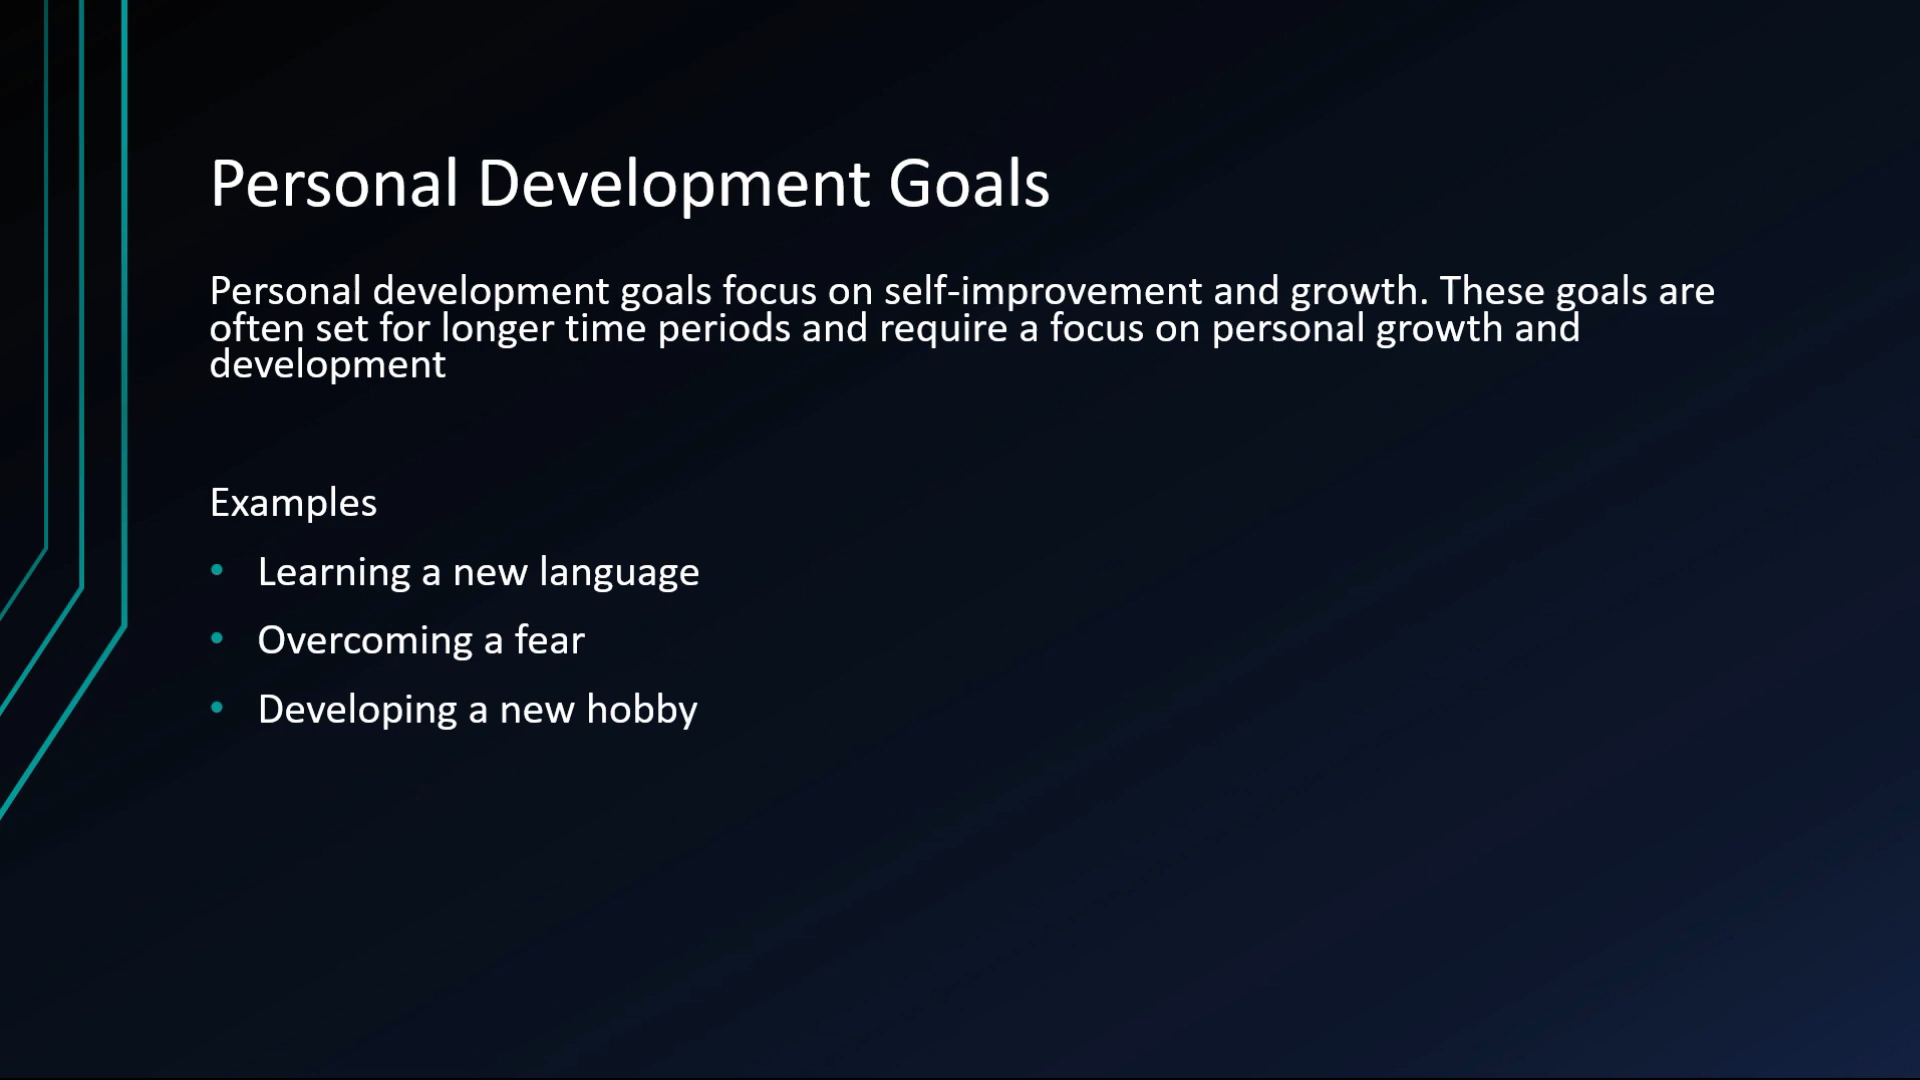 Personal Development Goals
Personal development goals focus on self-improvement and growth. These goals are
often set for longer time periods and require a focus on personal growth and
development
Examples
• Learning a new language
• Overcoming a fear
• Developing a new hobby